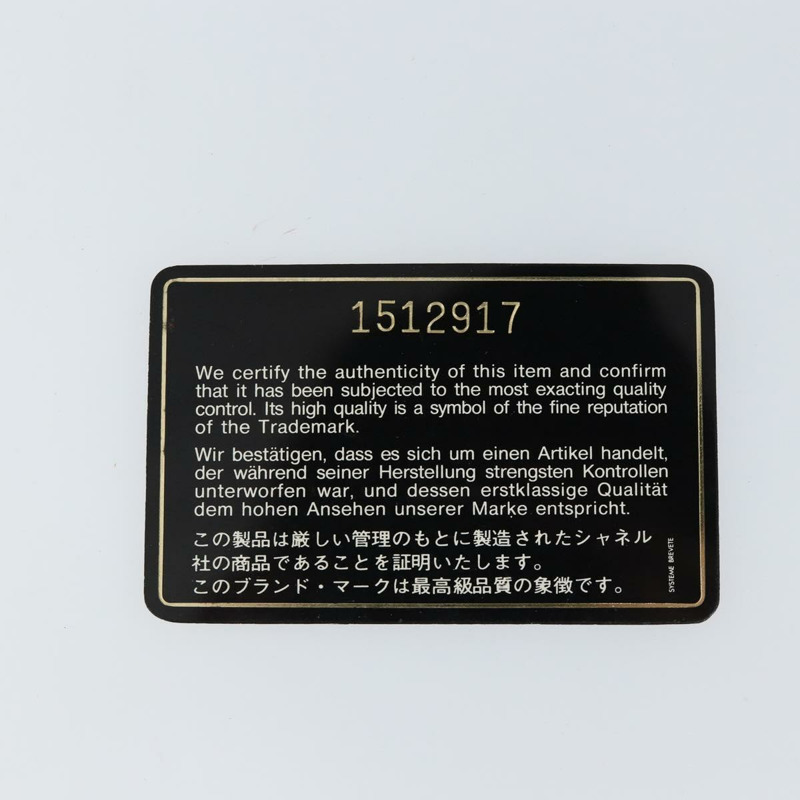 1512917
We certify the authenticity of this item and confirm
that it has been subjected to the most exacting quality
control. Its high quality is a symbol of the fine reputation
of the Trademark.
Wir bestätigen, dass es sich um einen Artikel handelt,
der während seiner Herstellung strengsten Kontrollen
unterworfen war, und dessen erstklassige Qualität
dem hohen Ansehen unserer Marke entspricht.
この製品は厳しい管理のもとに製造されたシャネル
社の商品であることを証明いたします。
このブランド・マークは最高級品質の象徴です。
SYSTEME BREVETE